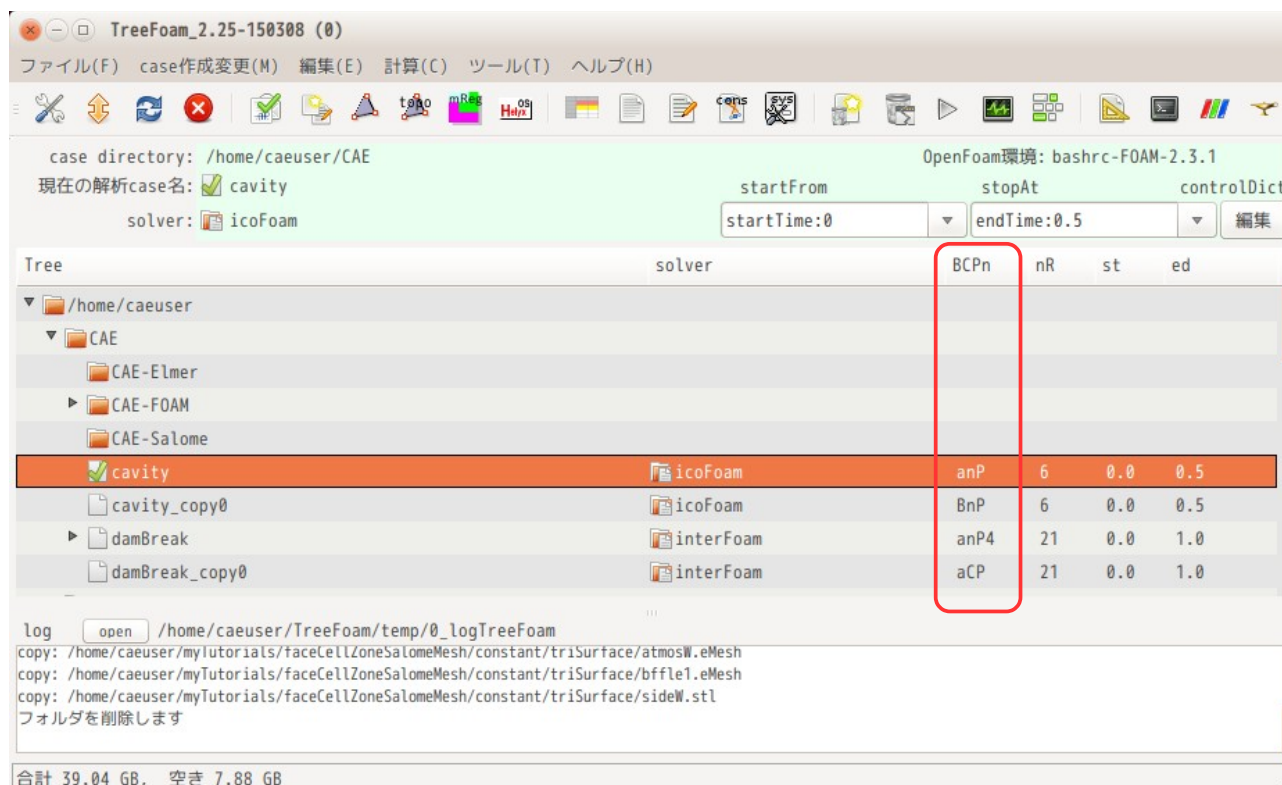 TreeFoam_2.25-150308 (0)
ファイル(F) case作成変更(M) 編集(E) 計算(C) ツール(T) ヘルプ(H)
topo mReg Helyx OS cons SYS
case directory: /home/caeuser/CAE OpenFoam環境: bashrc-FOAM-2.3.1
現在の解析case名: cavity startFrom stopAt controlDict
solver: icoFoam startTime:0 endTime:0.5 編集
Tree solver BCPn nR st ed
/home/caeuser
CAE
CAE-Elmer
CAE-FOAM
CAE-Salome
cavity icoFoam anP 6 0.0 0.5
cavity_copy0 icoFoam BnP 6 0.0 0.5
damBreak interFoam anP4 21 0.0 1.0
damBreak_copy0 interFoam aCP 21 0.0 1.0
log open /home/caeuser/TreeFoam/temp/0_logTreeFoam
copy: /home/caeuser/myTutorials/faceCellZoneSalomeMesh/constant/triSurface/atmosW.eMesh
copy: /home/caeuser/myTutorials/faceCellZoneSalomeMesh/constant/triSurface/bffle1.eMesh
copy: /home/caeuser/myTutorials/faceCellZoneSalomeMesh/constant/triSurface/sideW.stl
フォルダを削除します
合計 39.04 GB, 空き 7.88 GB